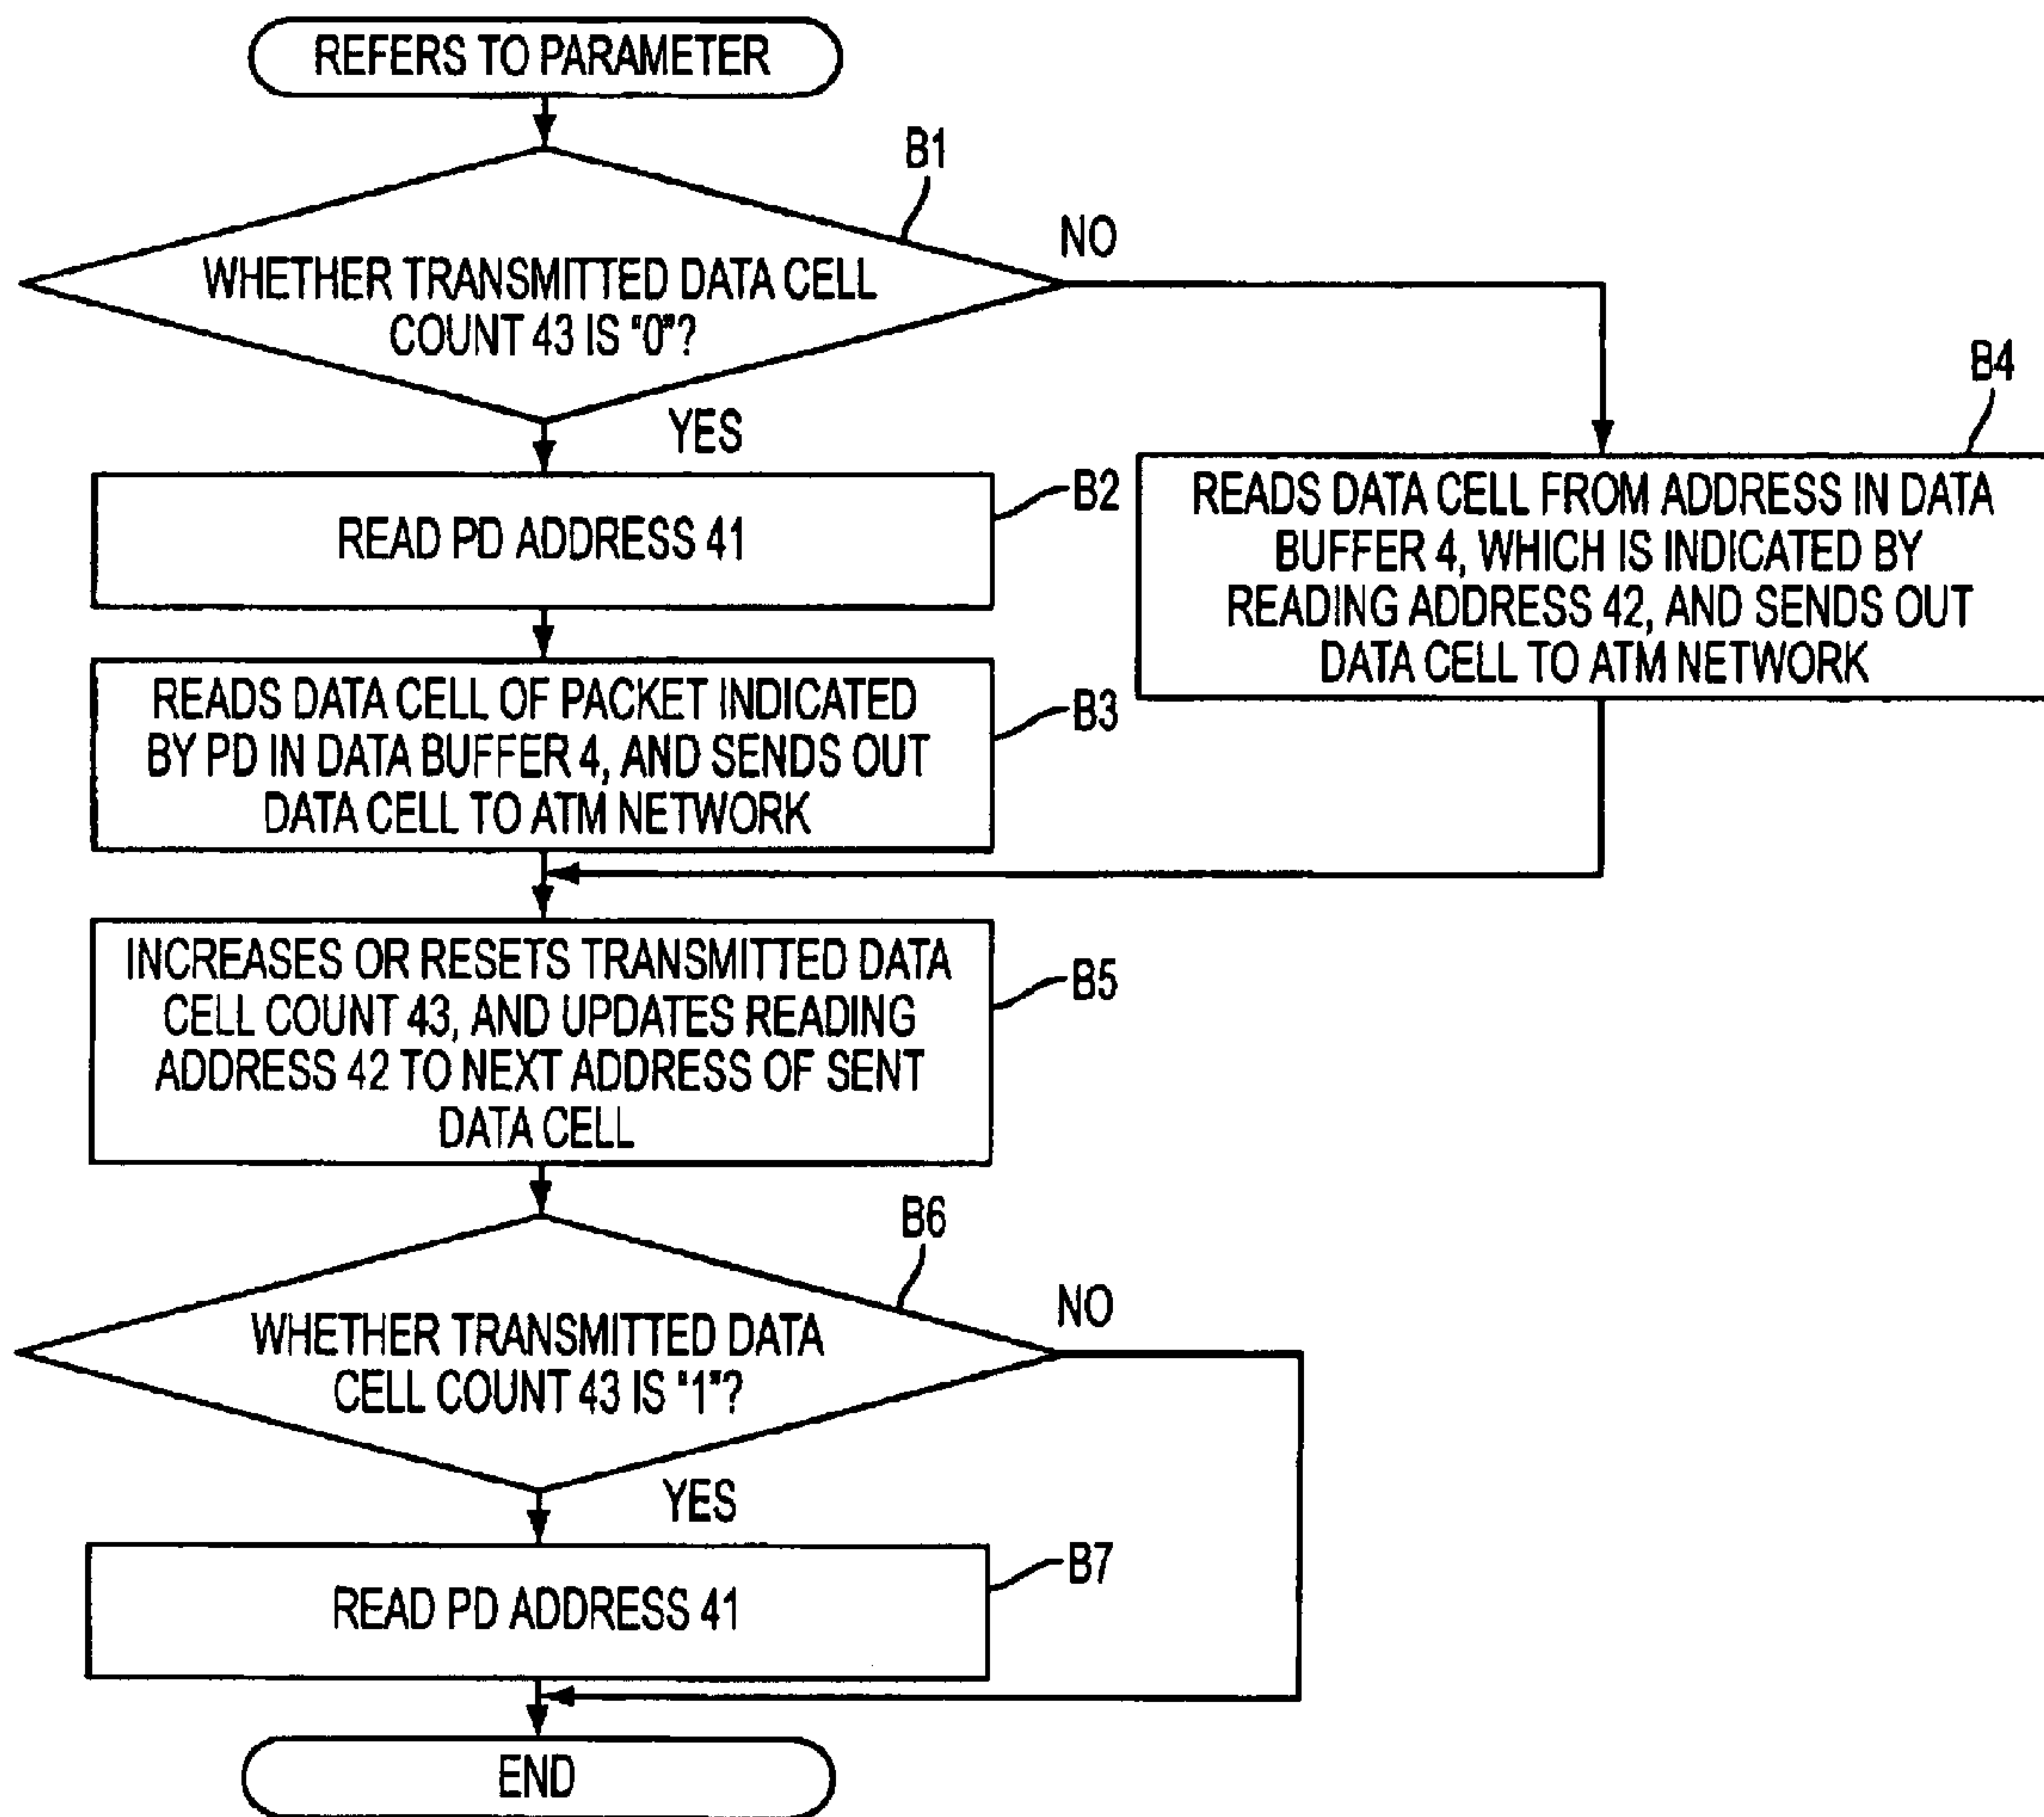 REFERS TO PARAMETER
B1
NO
WHETHER TRANSMITTED DATA CELL
COUNT 43 IS "0"?
YES
B2
READ PD ADDRESS 41
B4
READS DATA CELL FROM ADDRESS IN DATA
BUFFER 4, WHICH IS INDICATED BY
READING ADDRESS 42, AND SENDS OUT
DATA CELL TO ATM NETWORK
READS DATA CELL OF PACKET INDICATED
BY PD IN DATA BUFFER 4, AND SENDS OUT
DATA CELL TO ATM NETWORK
B3
INCREASES OR RESETS TRANSMITTED DATA
CELL COUNT 43, AND UPDATES READING
ADDRESS 42 TO NEXT ADDRESS OF SENT
DATA CELL
B5
B6
NO
WHETHER TRANSMITTED DATA
CELL COUNT 43 IS "1"?
YES
B7
READ PD ADDRESS 41
END